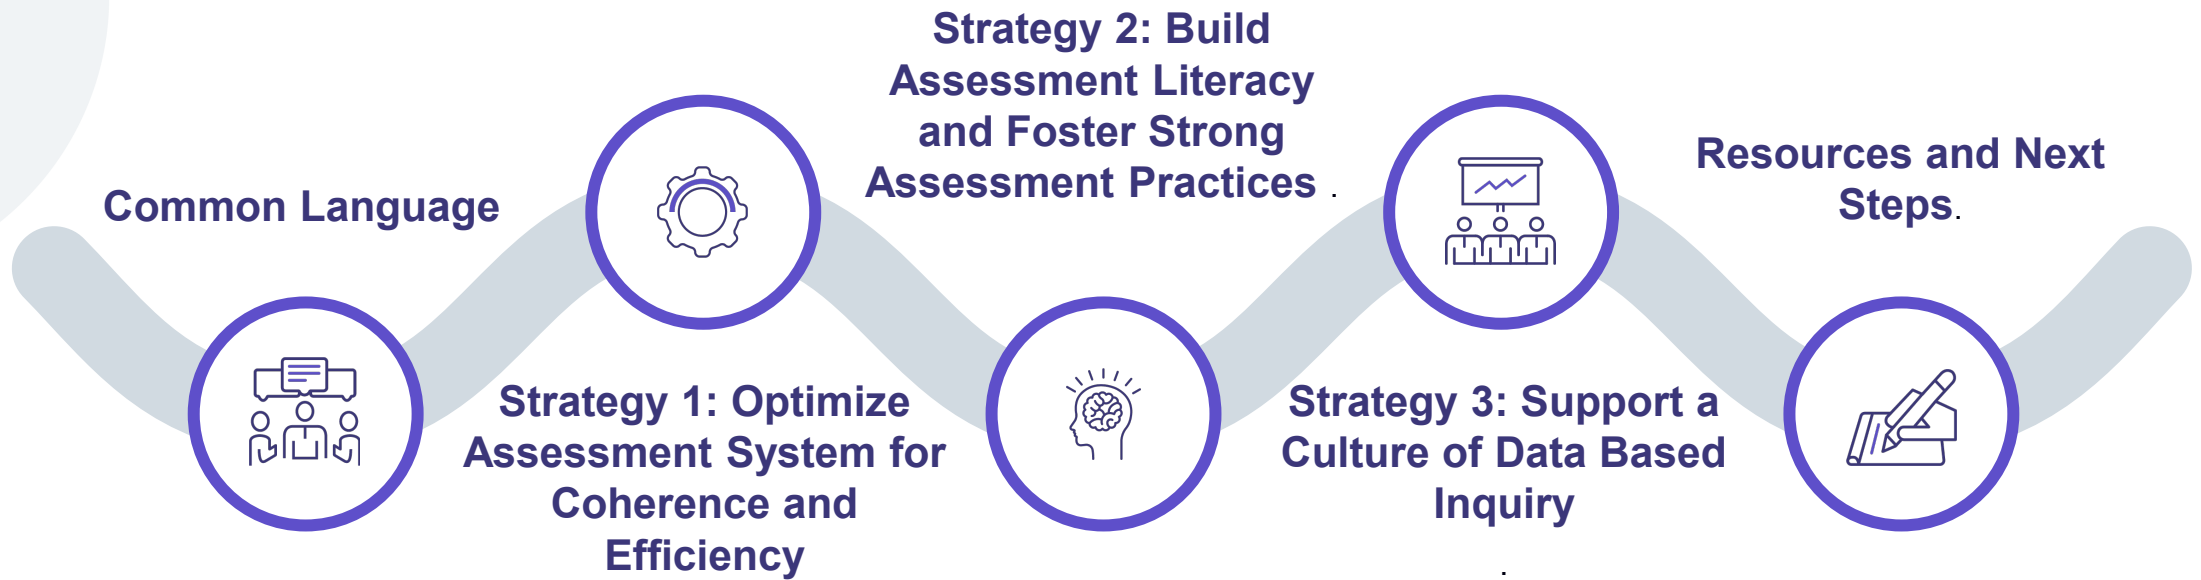 Common Language
Strategy 1: Optimize
Assessment System for
Coherence and
Efficiency
Strategy 2: Build
Assessment Literacy
and Foster Strong
Assessment Practices .
Strategy 3: Support a
Culture of Data Based
Inquiry
.
Resources and Next
Steps.